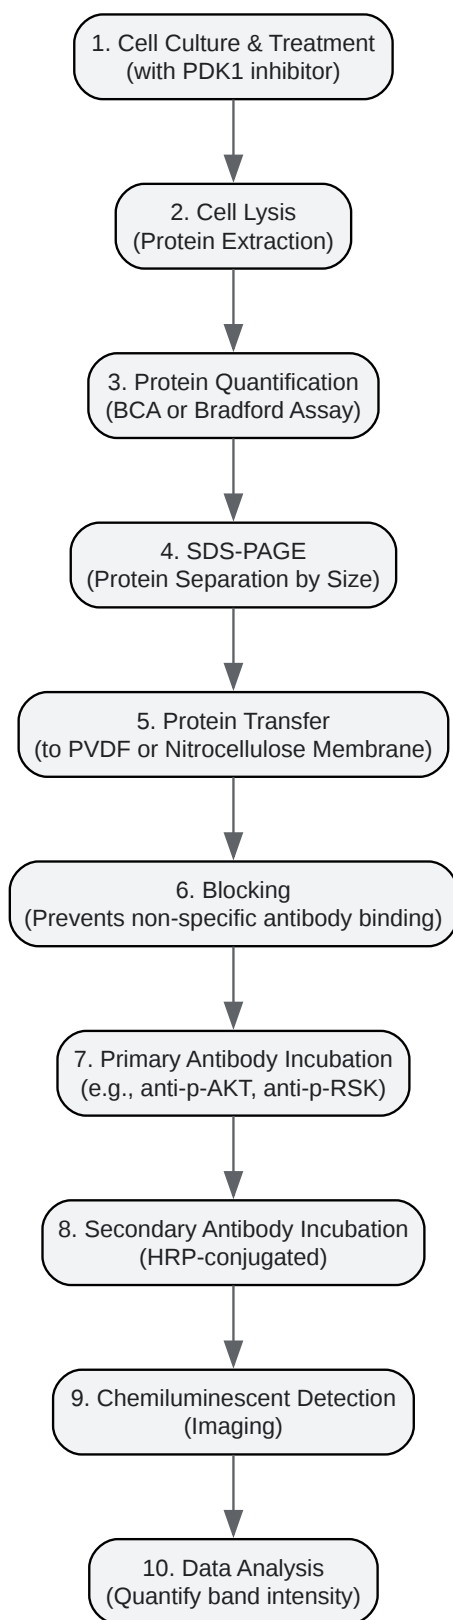 1. Cell Culture & Treatment
(with PDK1 inhibitor)
2. Cell Lysis
(Protein Extraction)
3. Protein Quantification
(BCA or Bradford Assay)
4. SDS-PAGE
(Protein Separation by Size)
5. Protein Transfer
(to PVDF or Nitrocellulose Membrane)
6. Blocking
(Prevents non-specific antibody binding)
7. Primary Antibody Incubation
(e.g., anti-p-AKT, anti-p-RSK)
8. Secondary Antibody Incubation
(HRP-conjugated)
9. Chemiluminescent Detection
(Imaging)
10. Data Analysis
(Quantify band intensity)